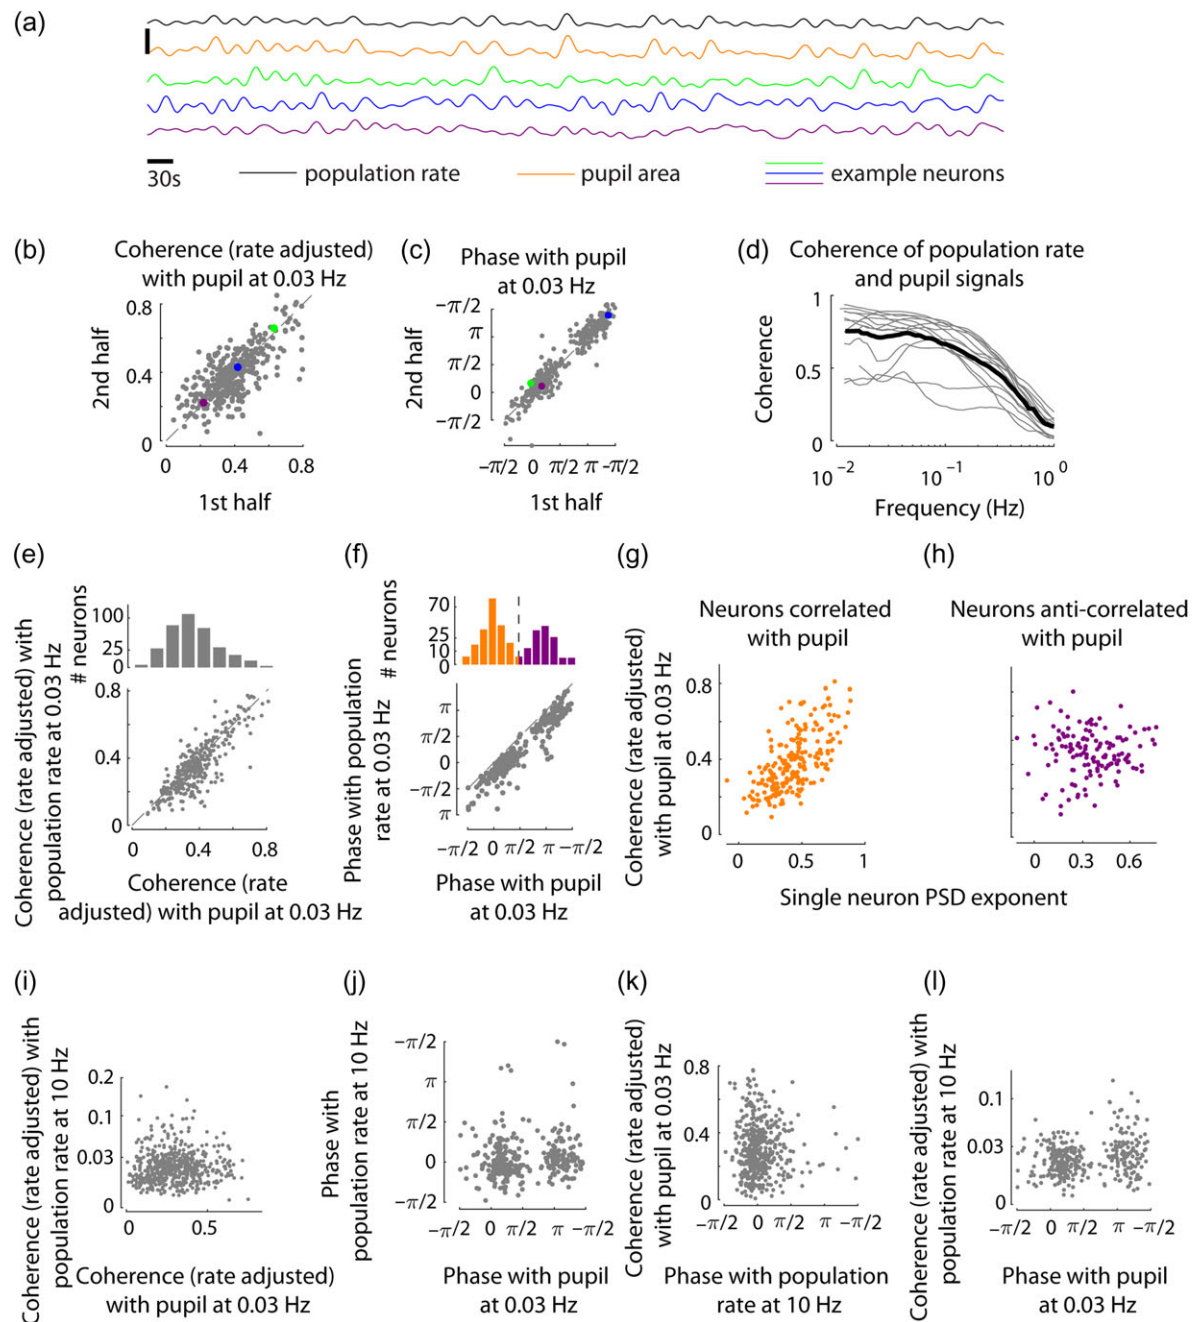 (a)
30s
population rate
pupil area
example neurons
(b)
Coherence (rate adjusted)
with pupil at 0.03 Hz
2nd half
0.8
0.4
0
0
0.4
0.8
1st half
(c)
Phase with pupil
at 0.03 Hz
2nd half
−π/2
π
π/2
0
−π/2
−π/2
0
π/2
π
−π/2
1st half
(d)
Coherence of population rate
and pupil signals
Coherence
1
0.5
0
10⁻²
10⁻¹
10⁰
Frequency (Hz)
(e)
Coherence (rate adjusted) with
population rate at 0.03 Hz
# neurons
100
25
0
0.8
0.4
0
0
0.4
0.8
Coherence (rate
adjusted) with pupil at 0.03 Hz
(f)
Phase with population
rate at 0.03 Hz
# neurons
70
25
10
0
π
π/2
0
−π/2
π
−π/2
0
π/2
π
−π/2
Phase with pupil
at 0.03 Hz
(g)
Neurons correlated
with pupil
Coherence (rate adjusted)
with pupil at 0.03 Hz
0.8
0.4
0
0
0.5
1
(h)
Neurons anti-correlated
with pupil
0
0.3
0.6
Single neuron PSD exponent
(i)
Coherence (rate adjusted) with
population rate at 10 Hz
0.2
0.1
0.03
0
0
0.5
Coherence (rate adjusted)
with pupil at 0.03 Hz
(j)
Phase with
population rate at 10 Hz
−π/2
π
π/2
0
−π/2
−π/2
0
π/2
π
−π/2
Phase with pupil
at 0.03 Hz
(k)
Coherence (rate adjusted)
with pupil at 0.03 Hz
0.8
0.4
0
−π/2
0
π/2
π
−π/2
Phase with population
rate at 10 Hz
(l)
Coherence (rate adjusted) with
population rate at 10 Hz
0.1
0.03
0
−π/2
0
π/2
π
−π/2
Phase with pupil
at 0.03 Hz